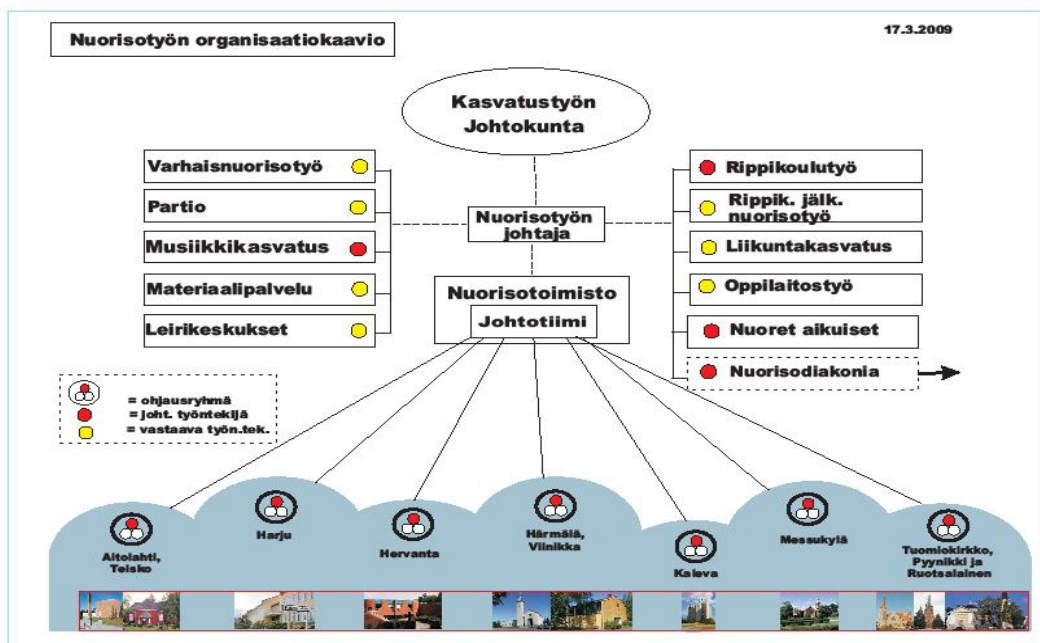 Nuorisotyön organisaatiokaavio
17.3.2009
Kasvatustyön
Johtokunta
Varhaisnuorisotyö
Partio
Musiikkikasvatus
Materiaalipalvelu
Leirikeskukset
Nuorisotyön
johtaja
Nuorisotoimisto
Johtotiimi
Rippikoulutyö
Rippik. jälk.
nuorisotyö
Liikuntakasvatus
Oppilaitostyö
Nuoret aikuiset
Nuorisodiakonia
= ohjausryhmä
= joht. työntekijä
= vastaava työn.tek.
Aitolahti,
Teisko
Harju
Hervanta
Härmälä,
Viinikka
Kaleva
Messukylä
Tuomiokirkko,
Pyynikki ja
Ruotsalainen